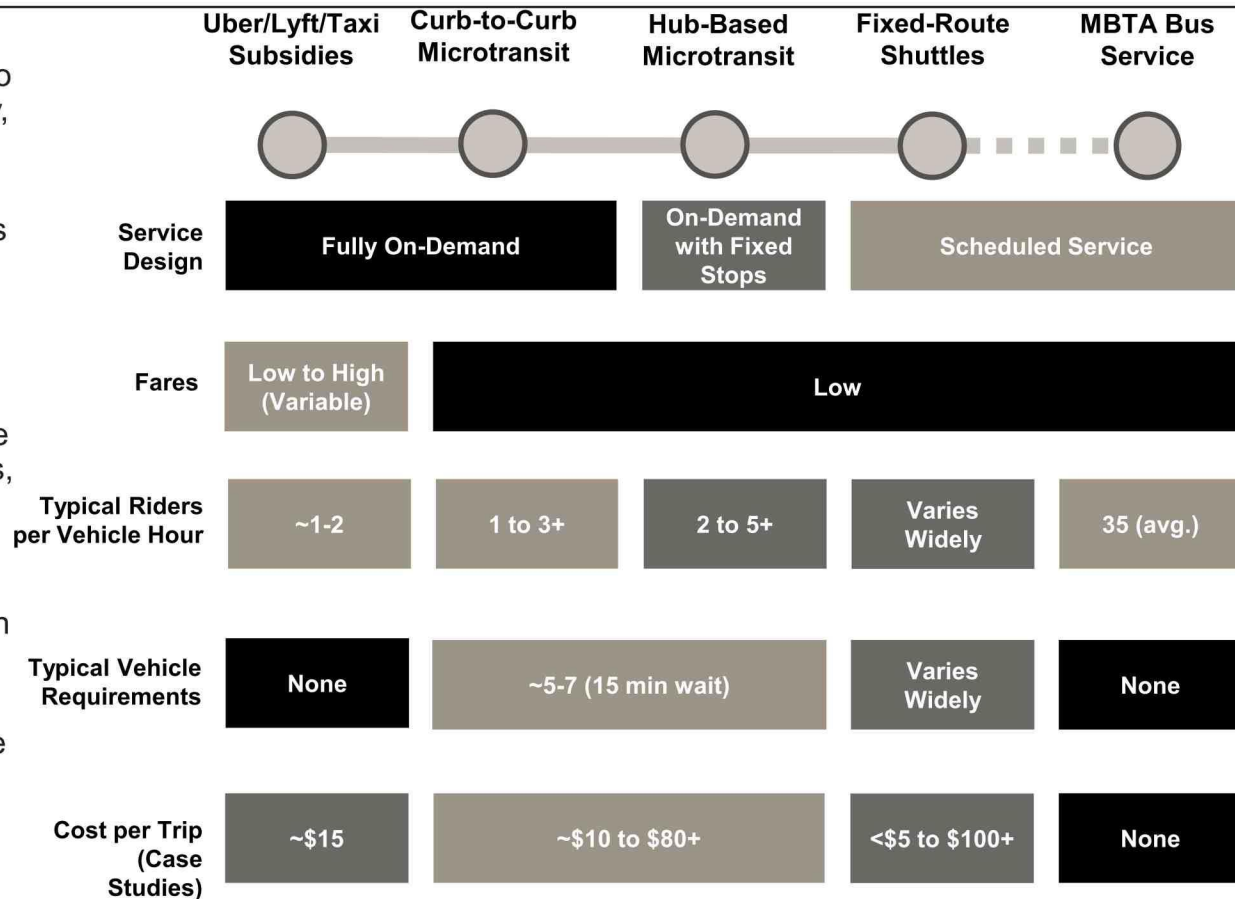 Uber/Lyft/Taxi
Subsidies
Curb-to-Curb
Microtransit
Hub-Based
Microtransit
Fixed-Route
Shuttles
MBTA Bus
Service
Service
Design
Fully On-Demand
On-Demand
with Fixed
Stops
Scheduled Service
Fares
Low to High
(Variable)
Low
Typical Riders
per Vehicle Hour
~1-2
1 to 3+
2 to 5+
Varies
Widely
35 (avg.)
Typical Vehicle
Requirements
None
~5-7 (15 min wait)
Varies
Widely
None
Cost per Trip
(Case
Studies)
~$15
~$10 to $80+
<$5 to $100+
None